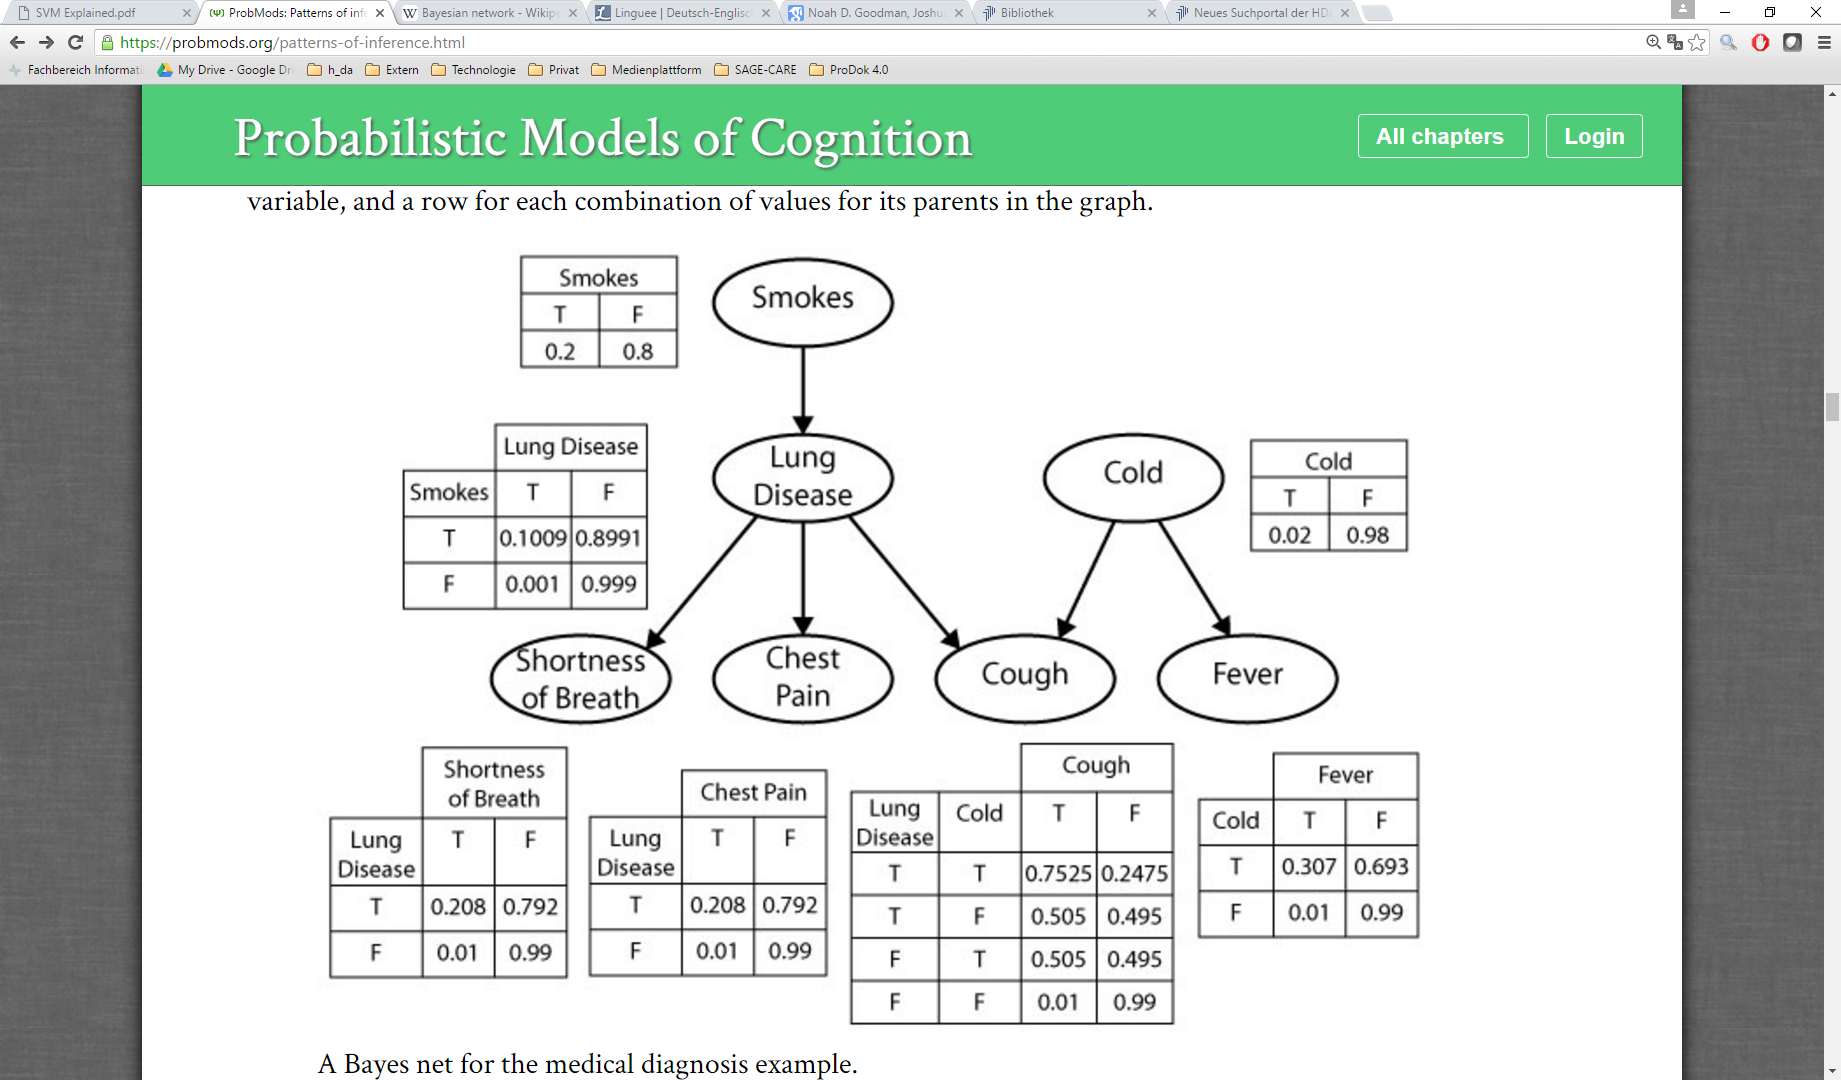 SVM Explained.pdf
ProbMods: Patterns of infe
Bayesian network - Wikip
Linguee | Deutsch-Englisc
Noah D. Goodman, Joshu
Bibliothek
Neues Suchportal der HD
https://probmods.org/patterns-of-inference.html
Fachbereich Informati
My Drive - Google Dr
h_da
Extern
Technologie
Privat
Medienplattform
SAGE-CARE
ProDok 4.0
Probabilistic Models of Cognition
All chapters
Login
variable, and a row for each combination of values for its parents in the graph.
Smokes
T F
0.2 0.8
Smokes
Lung Disease
Smokes T F
T 0.1009 0.8991
F 0.001 0.999
Lung
Disease
Cold
Cold
T F
0.02 0.98
Shortness
of Breath
Chest
Pain
Cough
Fever
Shortness
of Breath
Lung
Disease
T F
T 0.208 0.792
F 0.01 0.99
Chest Pain
Lung
Disease
T F
T 0.208 0.792
F 0.01 0.99
Cough
Lung
Disease
Cold T F
T T 0.7525 0.2475
T F 0.505 0.495
F T 0.505 0.495
F F 0.01 0.99
Fever
Cold T F
T 0.307 0.693
F 0.01 0.99
A Bayes net for the medical diagnosis example.